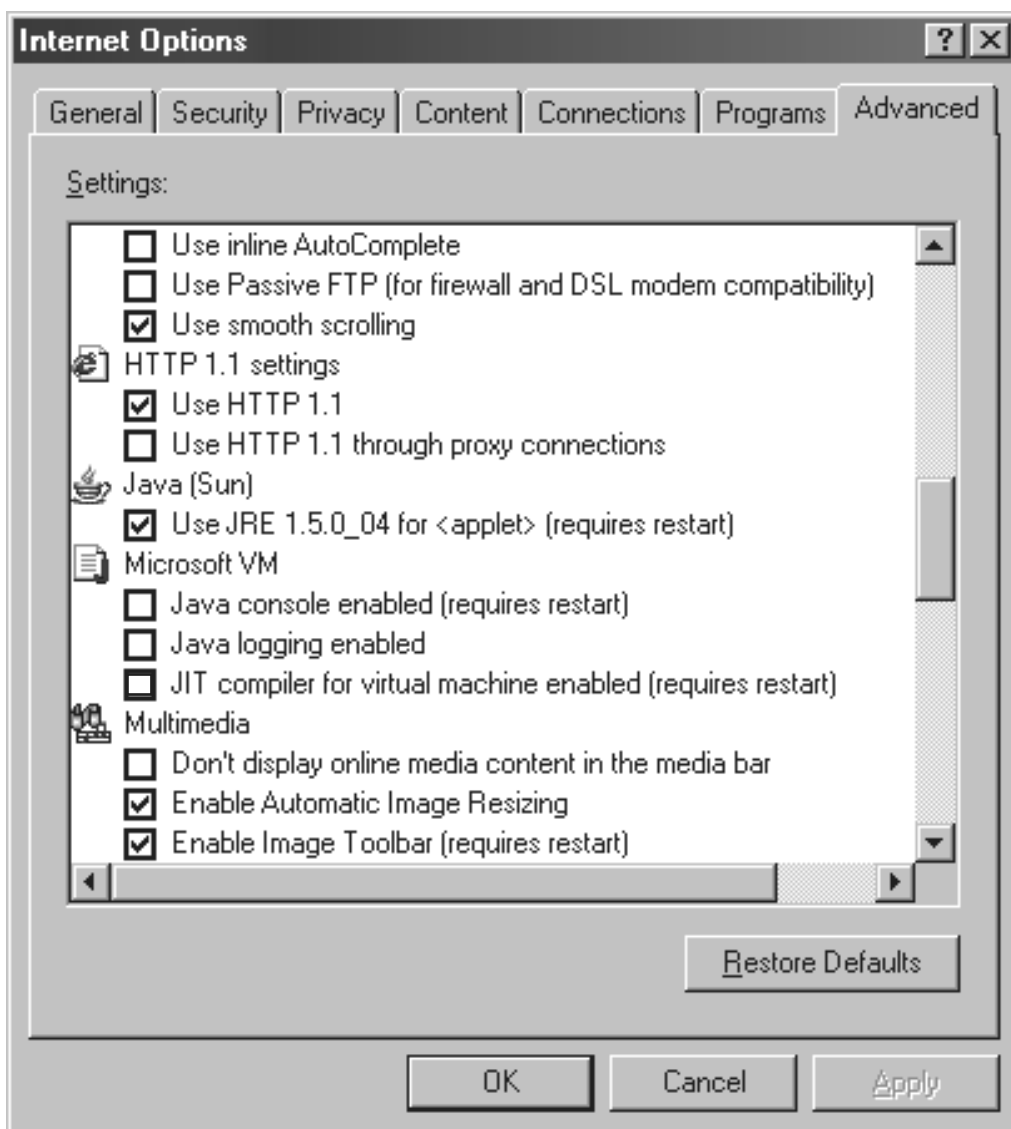 Internet Options
General Security Privacy Content Connections Programs Advanced
Settings:
Use inline AutoComplete
Use Passive FTP (for firewall and DSL modem compatibility)
Use smooth scrolling
HTTP 1.1 settings
Use HTTP 1.1
Use HTTP 1.1 through proxy connections
Java (Sun)
Use JRE 1.5.0_04 for <applet> (requires restart)
Microsoft VM
Java console enabled (requires restart)
Java logging enabled
JIT compiler for virtual machine enabled (requires restart)
Multimedia
Don't display online media content in the media bar
Enable Automatic Image Resizing
Enable Image Toolbar (requires restart)
Restore Defaults
OK Cancel Apply